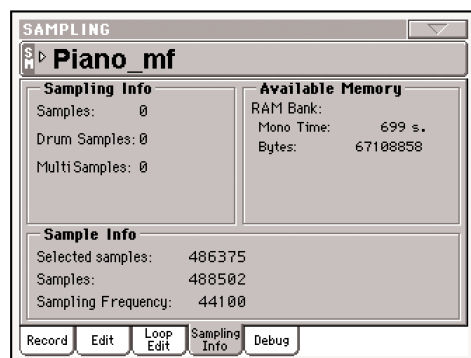 SAMPLING
SM Piano_mf
Sampling Info
Samples: 0
Drum Samples: 0
MultiSamples: 0
Available Memory
RAM Bank:
Mono Time: 699 s.
Bytes: 67108858
Sample Info
Selected samples: 486375
Samples: 488502
Sampling Frequency: 44100
Record
Edit
Loop
Edit
Sampling
Info
Debug